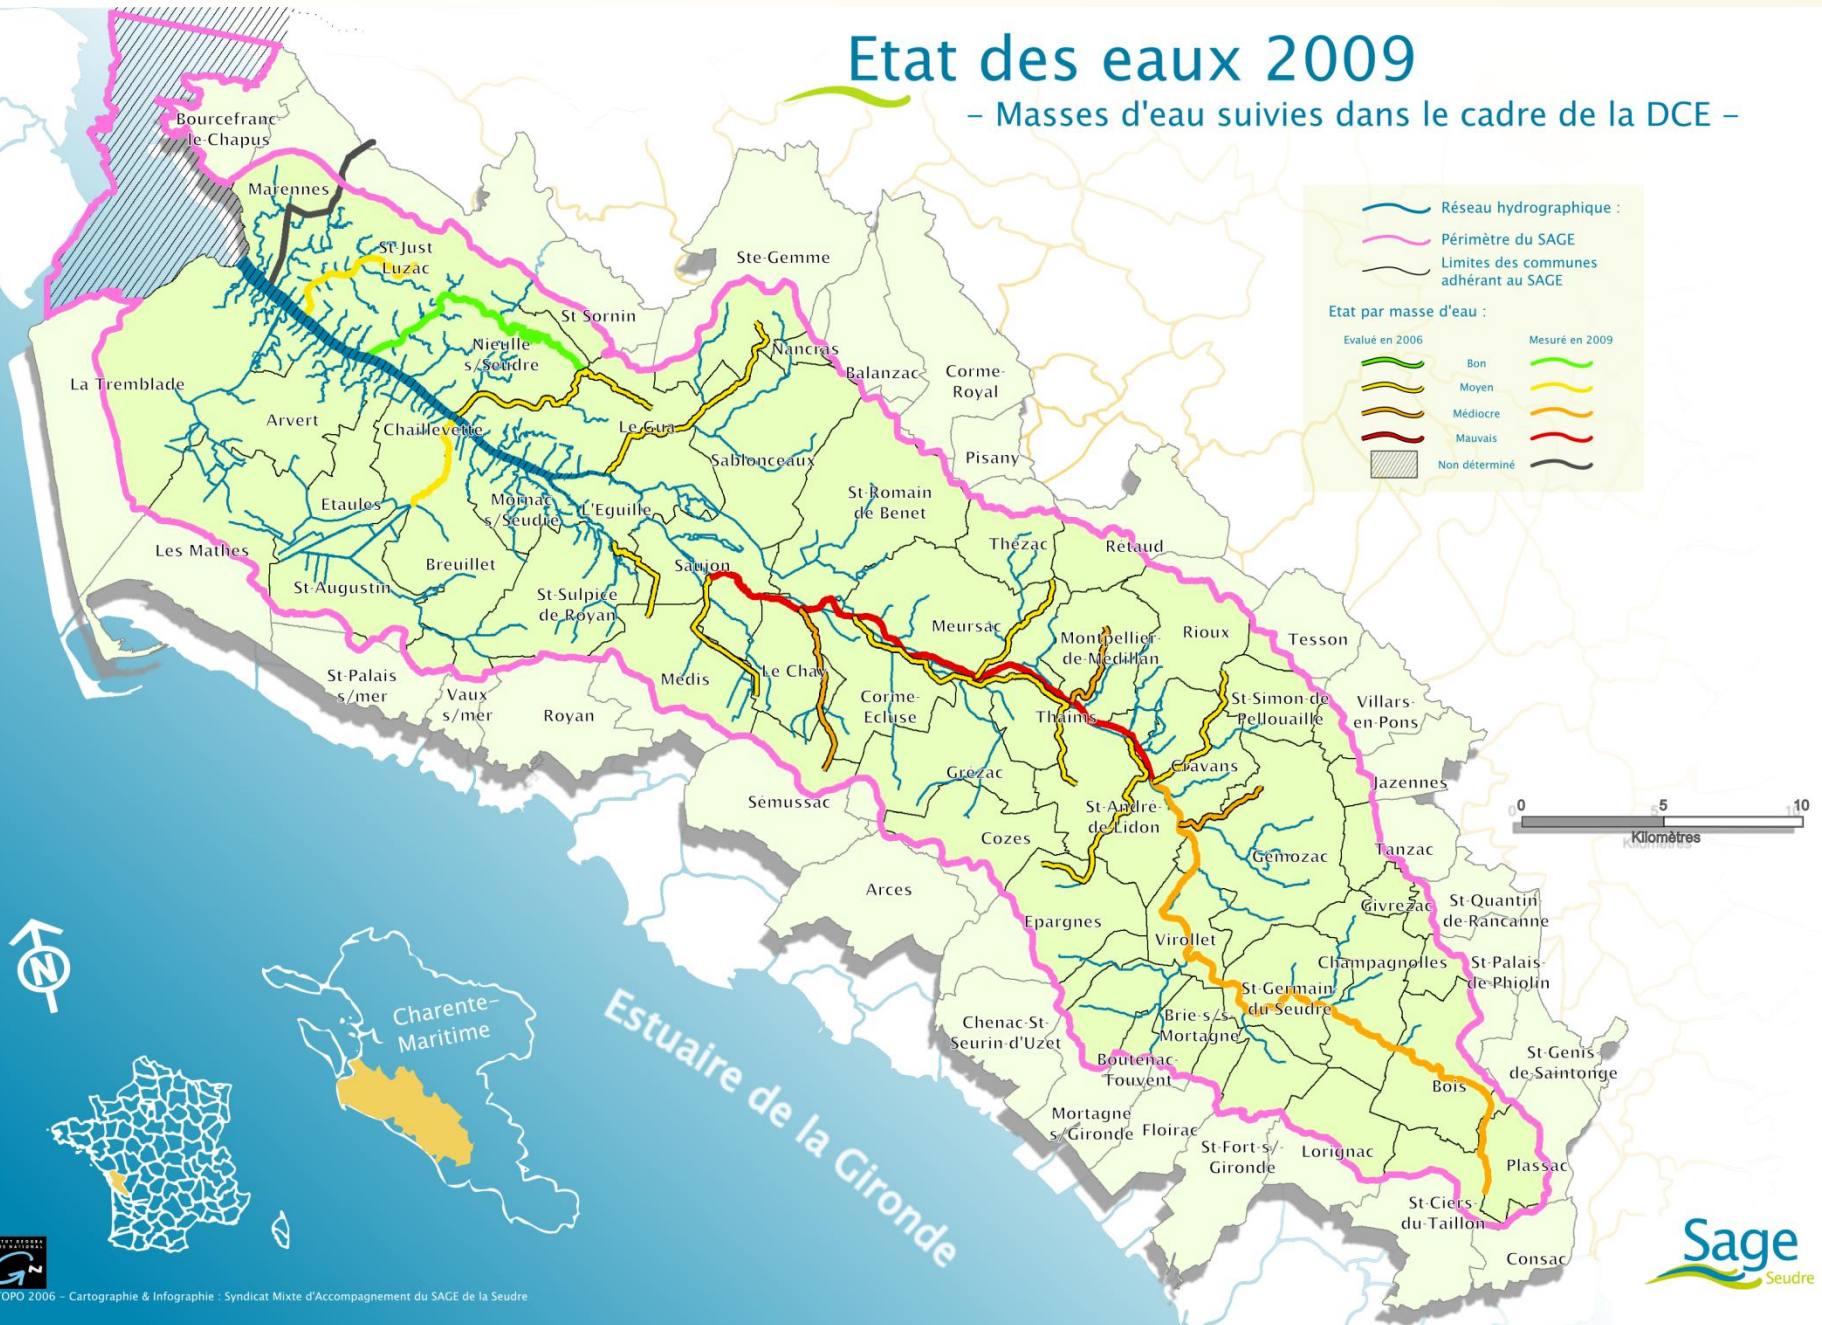 Etat des eaux 2009
- Masses d'eau suivies dans le cadre de la DCE -
Réseau hydrographique :
Périmètre du SAGE
Limites des communes
adhérant au SAGE
Etat par masse d'eau :
Evalué en 2006
Mesuré en 2009
Bon
Moyen
Médiocre
Mauvais
Non déterminé
Bourcefranc
le-Chapus
Marennes
St-Just
Luzac
Ste-Gemme
St Sornin
Nieulle
s/Seudre
Nancras
Balanzac
Corme-
Royal
La Tremblade
Arvert
Chaillevette
Le Gua
Sablonceaux
Pisany
Etaules
Mornac
s/Seudre
L'Eguille
St-Romain
de Benet
Les Mathes
Breuillet
Saujon
Thézac
Rétaud
St-Augustin
St-Sulpice
de Royan
Meursac
Montpellier-
de-Médillan
Rioux
Tesson
St-Palais
s/mer
Vaux
s/mer
Royan
Médis
Le Chay
Corme-
Ecluse
Thaims
St-Simon-de-
Pellouaille
Villars-
en-Pons
Sémussac
Grézac
Cravans
Jazennes
Cozes
St-André-
de-Lidon
Gémozac
Tanzac
0 5 10
Kilomètres
Arces
Epargnes
Givrezac
St-Quantin-
de-Rancanne
Virollet
Champagnolles
St-Palais-
de-Phiolin
Chenac-St-
Seurin-d'Uzet
Brie-s/s-
Mortagne
St-Germain
du Seudre
Boutenac-
Touvent
Bois
St-Genis-
de-Saintonge
Mortagne
s/Gironde
Floirac
St-Fort-s/-
Gironde
Lorignac
Plassac
St-Ciers-
du-Taillon
Consac
N
Charente-
Maritime
Estuaire de la Gironde
Sage
Seudre
TOPO 2006 - Cartographie & Infographie : Syndicat Mixte d'Accompagnement du SAGE de la Seudre